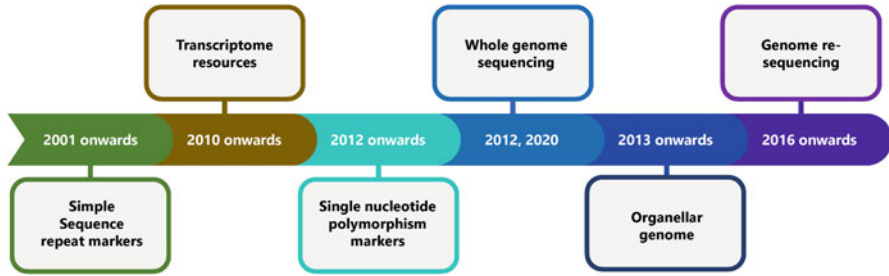 Transcriptome
resources
Whole genome
sequencing
Genome re-
sequencing
2001 onwards
2010 onwards
2012 onwards
2012, 2020
2013 onwards
2016 onwards
Simple
Sequence
repeat markers
Single nucleotide
polymorphism
markers
Organellar
genome